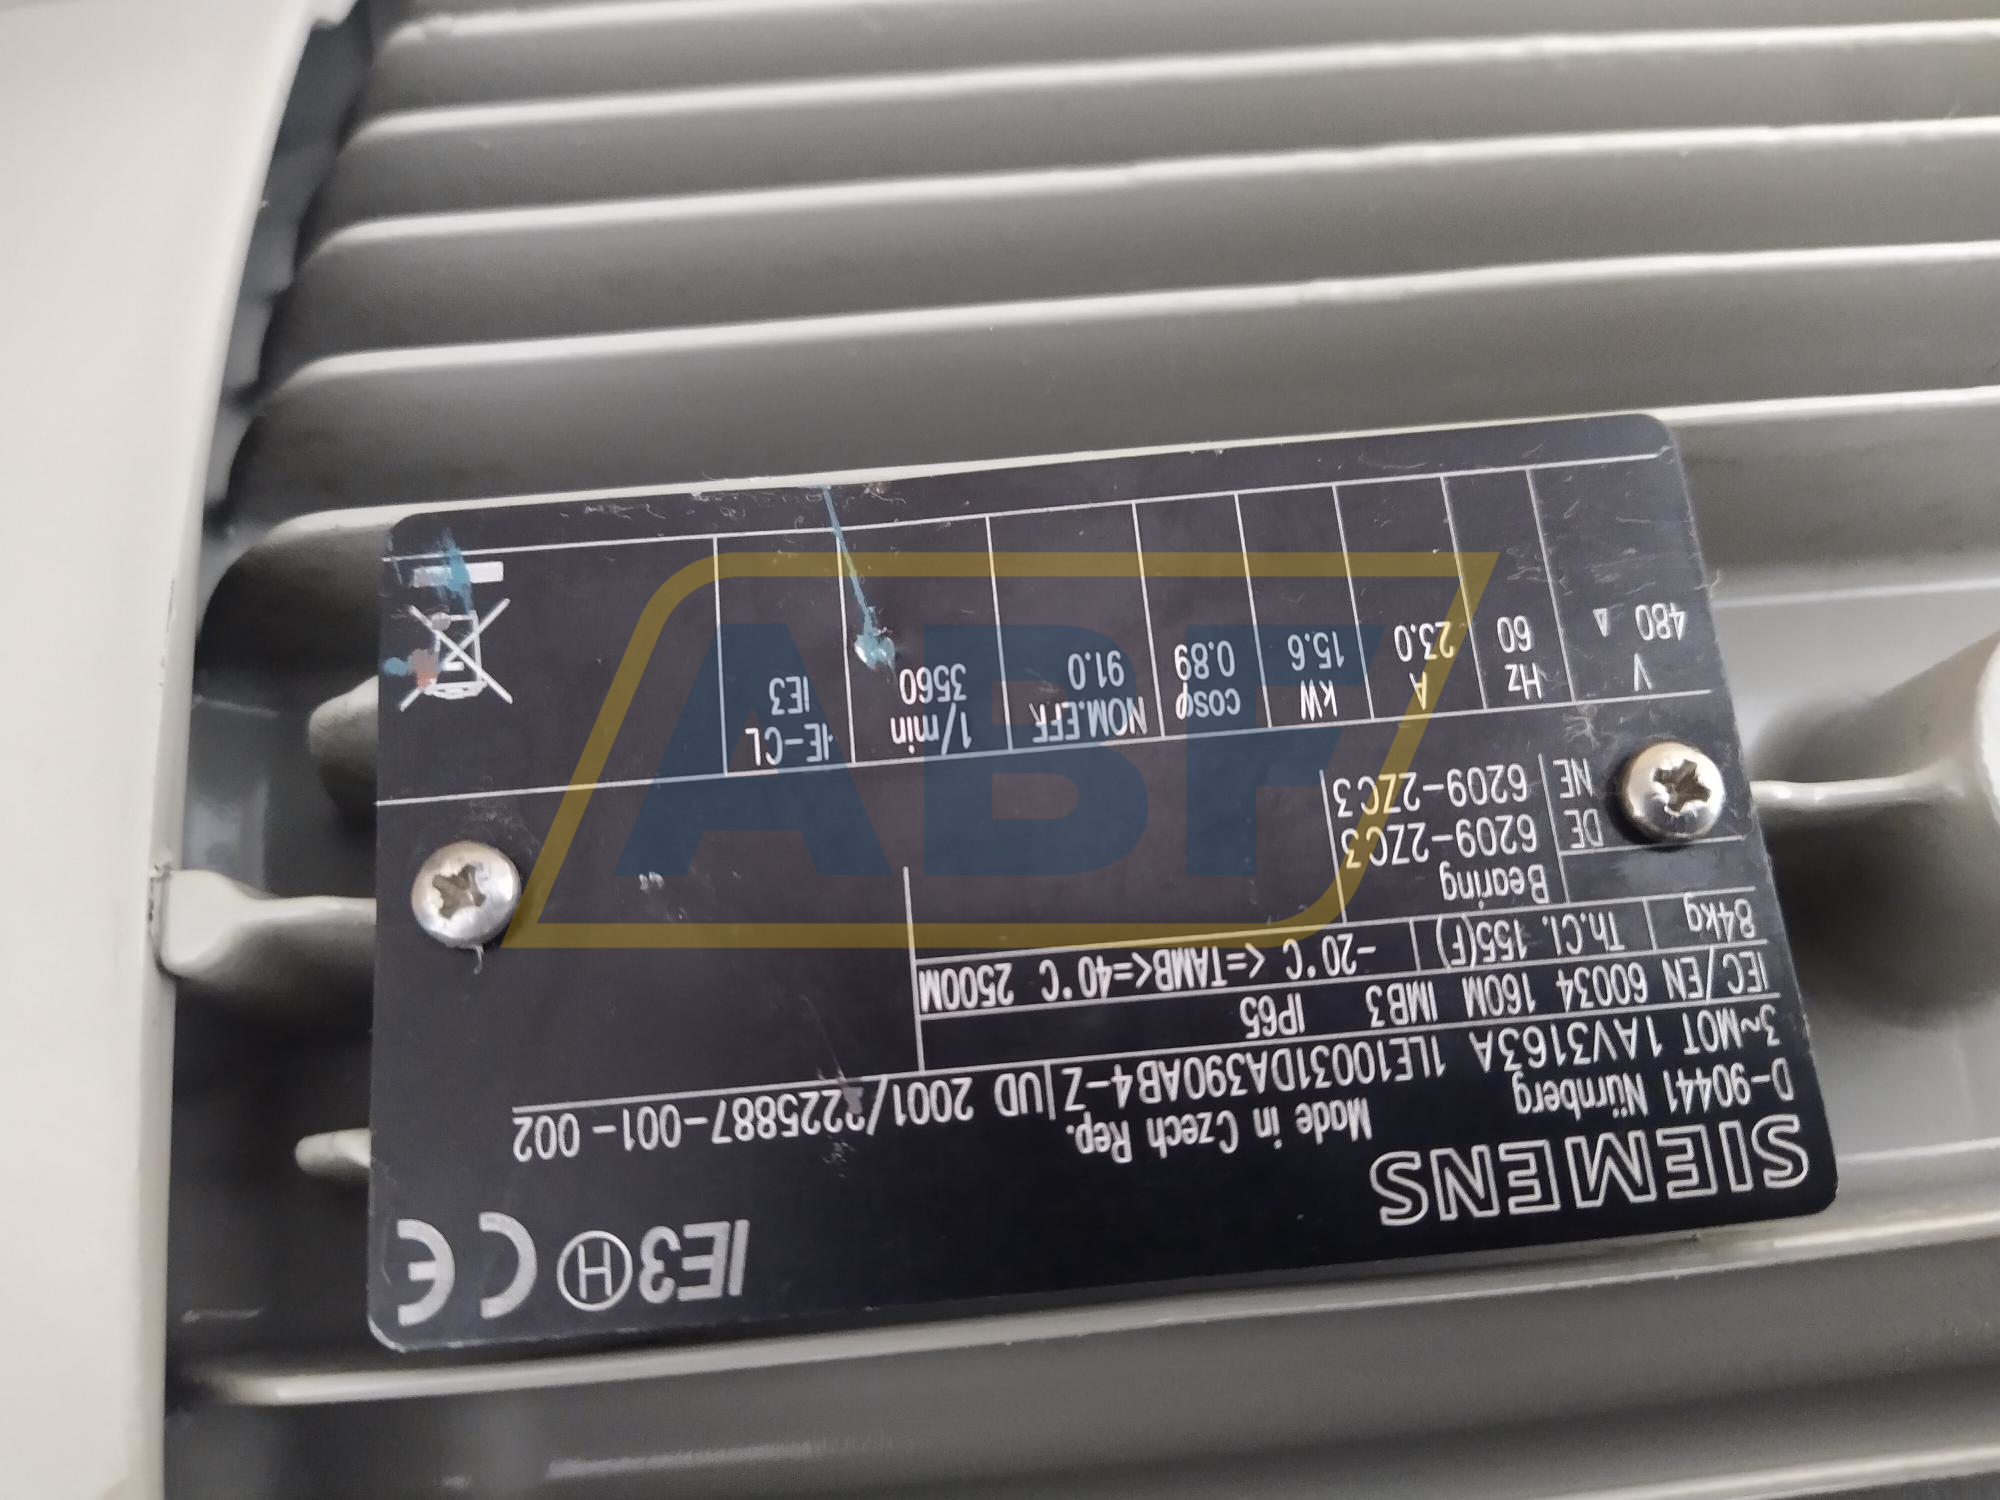 SIEMENS
IE3 H CE
D-90441 Nürnberg Made in Czech Rep.
3~MOT 1AV3163A 1LE10031DA390AB4-Z UD 2001/2225887-001-002
IEC/EN 60034 160M IMB3 IP65
84kg Th.Cl. 155(F) -20°C <=TAMB<=40°C 2500M
Bearing
DE 6209-2ZC3
NE 6209-2ZC3
V Hz A kW cosφ NOM.EFF 1/min IE-CL
480 Δ 60 23.0 15.6 0.89 91.0 3560 IE3
ABF